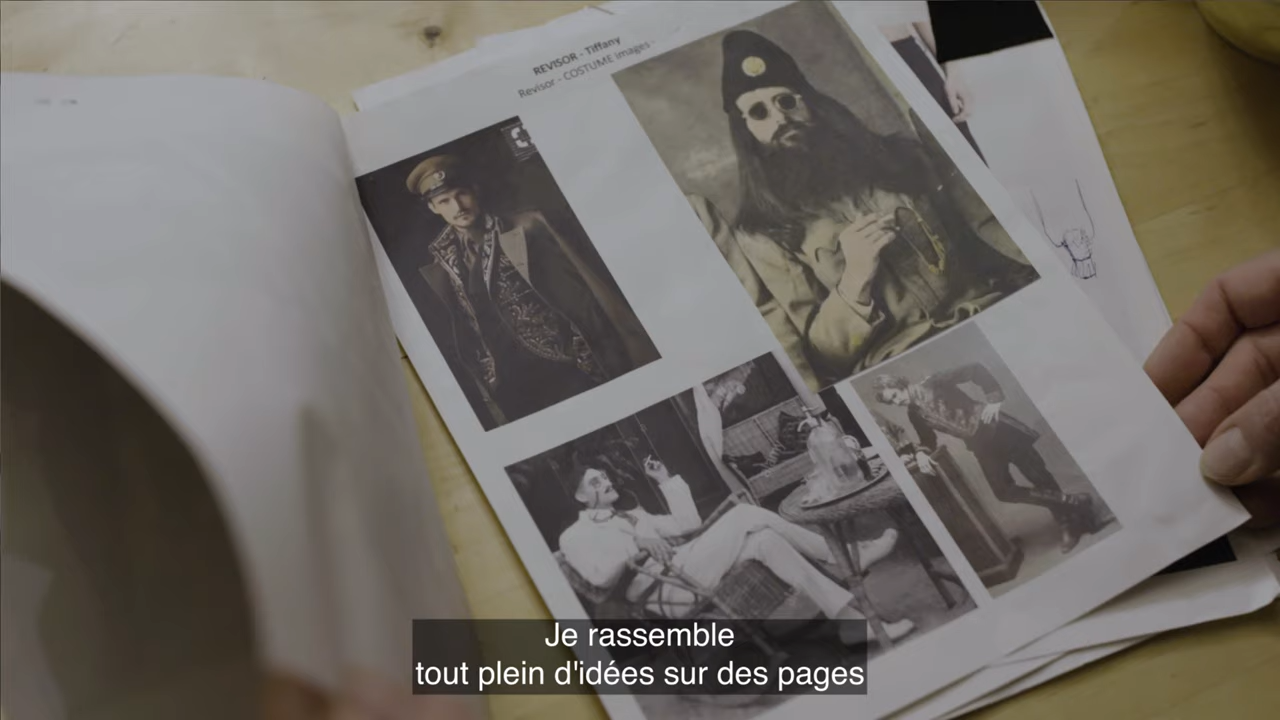 REVISOR - Tiffany
Revisor - COSTUME images -
Je rassemble
tout plein d'idées sur des pages